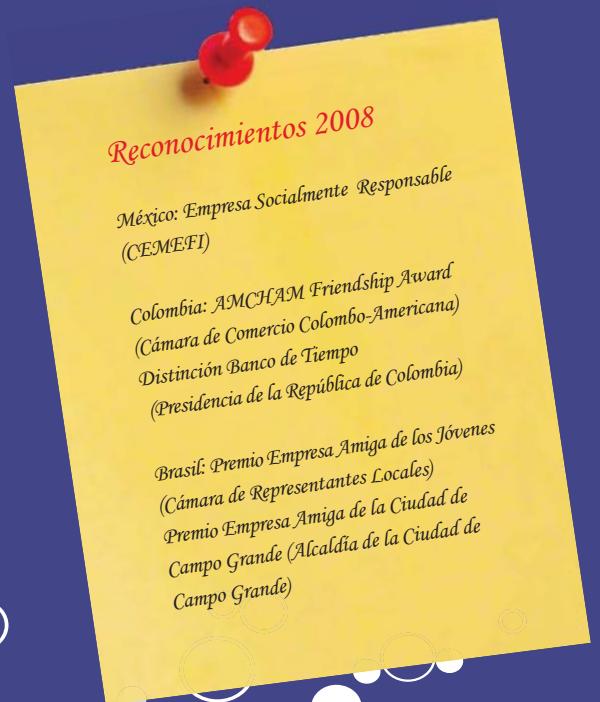 Reconocimientos 2008
México: Empresa Socialmente Responsable
(CEMEFI)
Colombia: AMCHAM Friendship Award
(Cámara de Comercio Colombo-Americana)
Distinción Banco de Tiempo
(Presidencia de la República de Colombia)
Brasil: Premio Empresa Amiga de los Jóvenes
(Cámara de Representantes Locales)
Premio Empresa Amiga de la Ciudad de
Campo Grande (Alcaldía de la Ciudad de
Campo Grande)